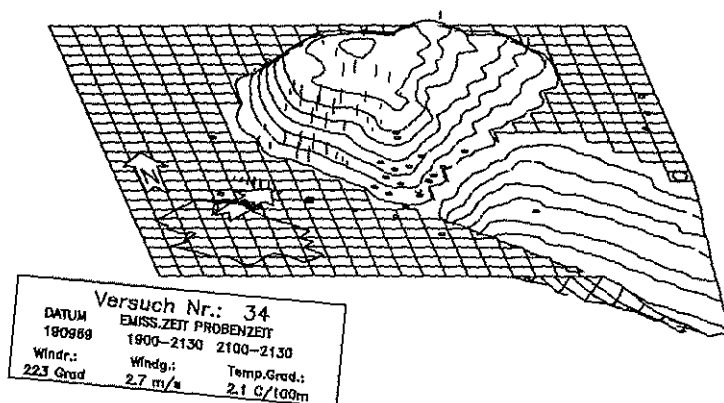 N
Versuch Nr.: 34
DATUM EMISS.ZEIT PROBENZEIT
190989 1900-2130 2100-2130
Windr.: Windg.: Temp.Grad.:
223 Grad 2.7 m/s 2.1 C/100m